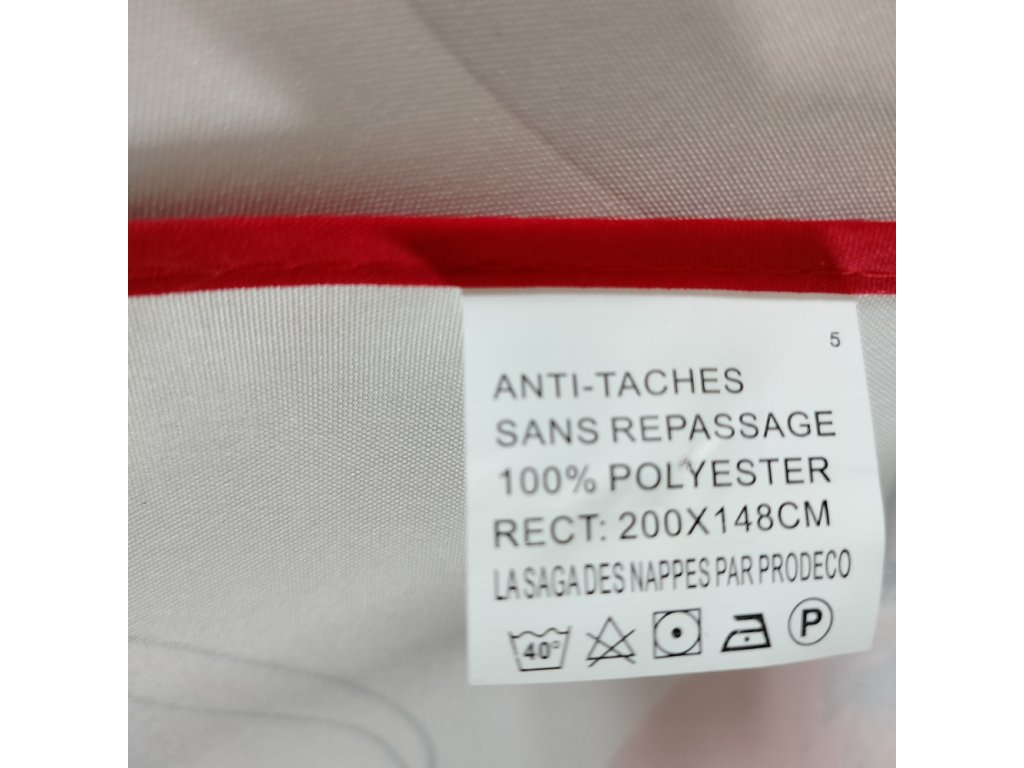 5
ANTI-TACHES
SANS REPASSAGE
100% POLYESTER
RECT: 200X148CM
LA SAGA DES NAPPES PAR PRODECO
40° P